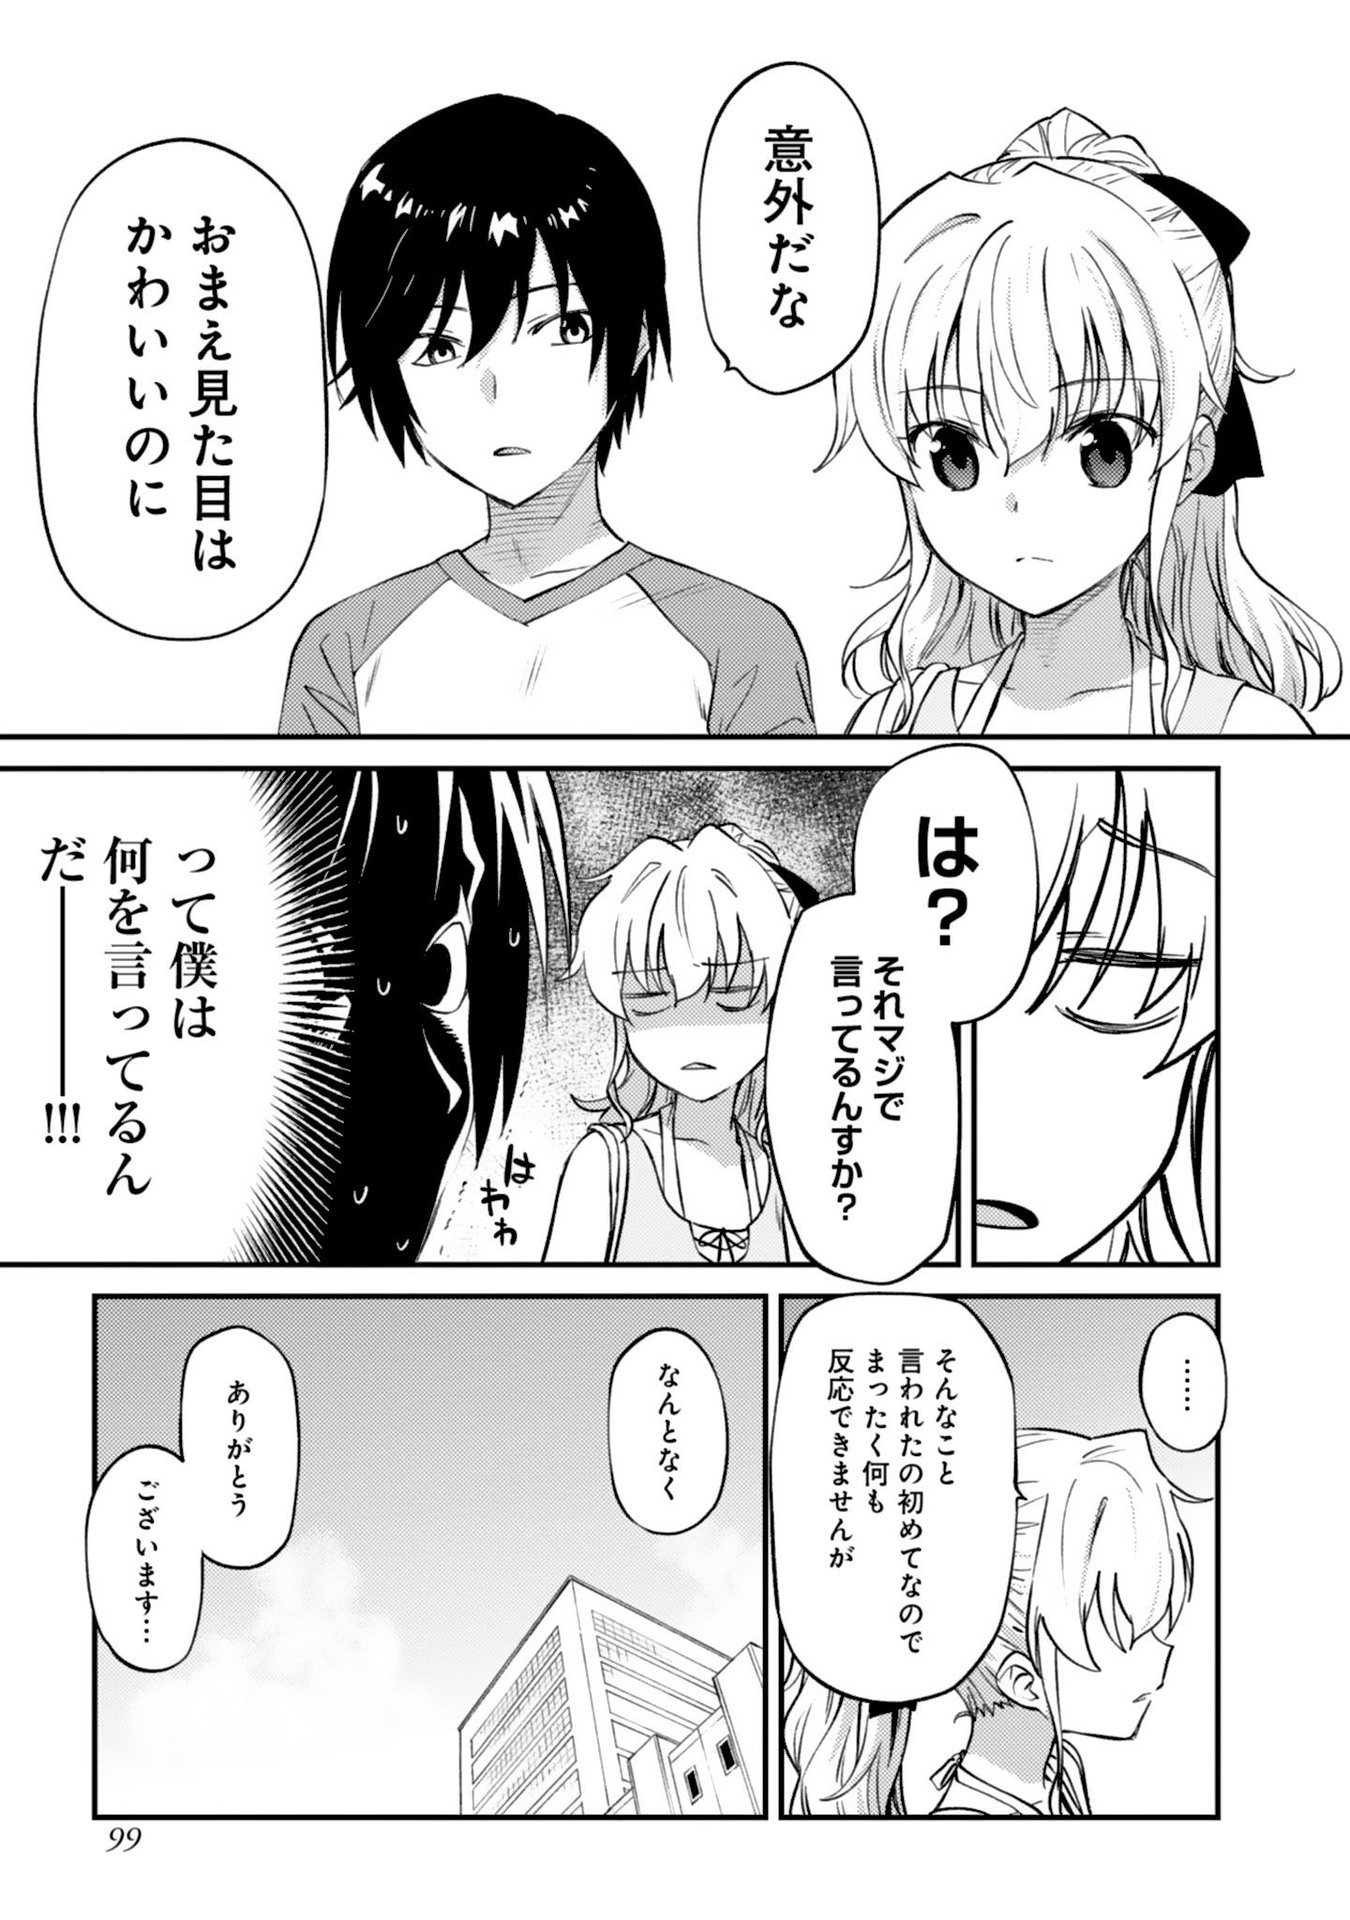 意外だな
おまえ見た目は
かわいいのに
は？
それマジで
言ってるんすか？
はわわ
って僕は
何を言ってるん
だ――!!!
……
そんなこと
言われたの初めてなので
まったく何も
反応できませんが
なんとなく
ありがとう
ございます…
99